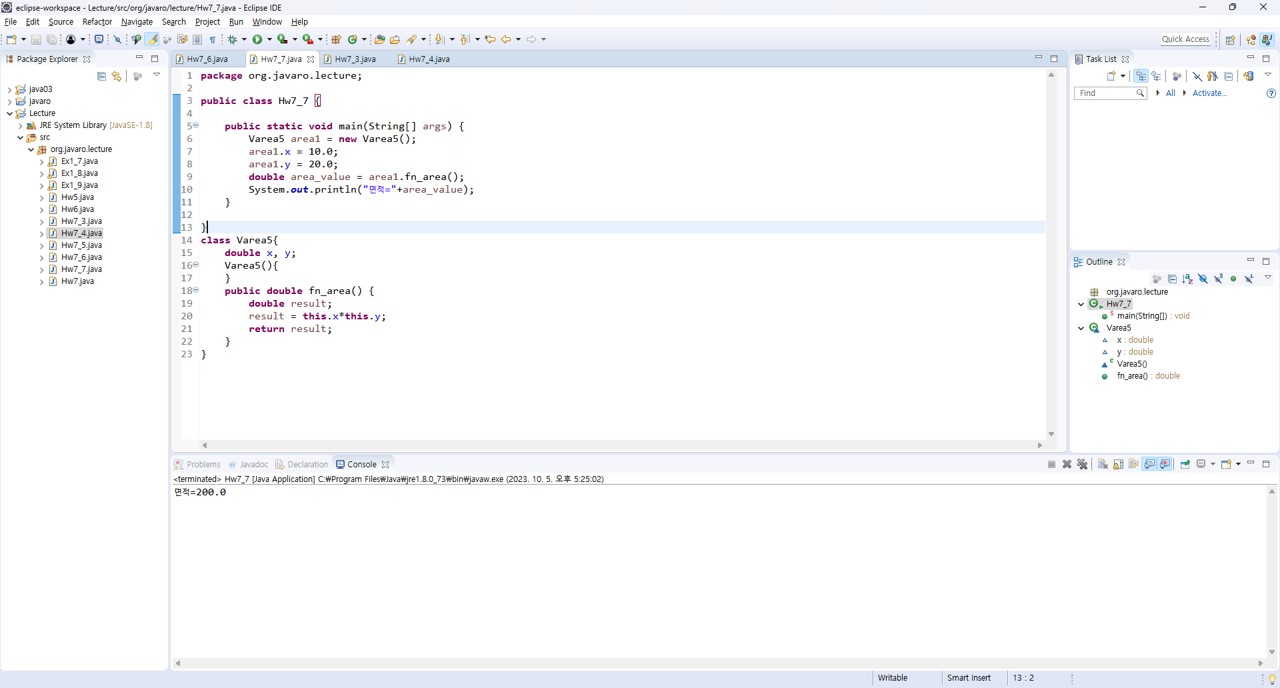 eclipse-workspace - Lecture/src/org/javaro/lecture/Hw7_7.java - Eclipse IDE
File Edit Source Refactor Navigate Search Project Run Window Help
Quick Access
Package Explorer
java03
javaro
Lecture
JRE System Library [JavaSE-1.8]
src
org.javaro.lecture
Ex1_7.java
Ex1_8.java
Ex1_9.java
Hw5.java
Hw6.java
Hw7_3.java
Hw7_4.java
Hw7_5.java
Hw7_6.java
Hw7_7.java
Hw7.java
Hw7_6.java Hw7_7.java Hw7_3.java Hw7_4.java
1 package org.javaro.lecture;
2
3 public class Hw7_7 {
4
5 public static void main(String[] args) {
6 Varea5 area1 = new Varea5();
7 area1.x = 10.0;
8 area1.y = 20.0;
9 double area_value = area1.fn_area();
10 System.out.println("면적="+area_value);
11 }
12
13 }
14 class Varea5{
15 double x, y;
16 Varea5(){
17 }
18 public double fn_area() {
19 double result;
20 result = this.x*this.y;
21 return result;
22 }
23 }
Task List
Find All Activate...
Outline
org.javaro.lecture
Hw7_7
main(String[]) : void
Varea5
x : double
y : double
Varea5()
fn_area() : double
Problems Javadoc Declaration Console
<terminated> Hw7_7 [Java Application] C:₩Program Files₩Java₩jre1.8.0_73₩bin₩javaw.exe (2023. 10. 5. 오후 5:25:02)
면적=200.0
Writable Smart Insert 13 : 2